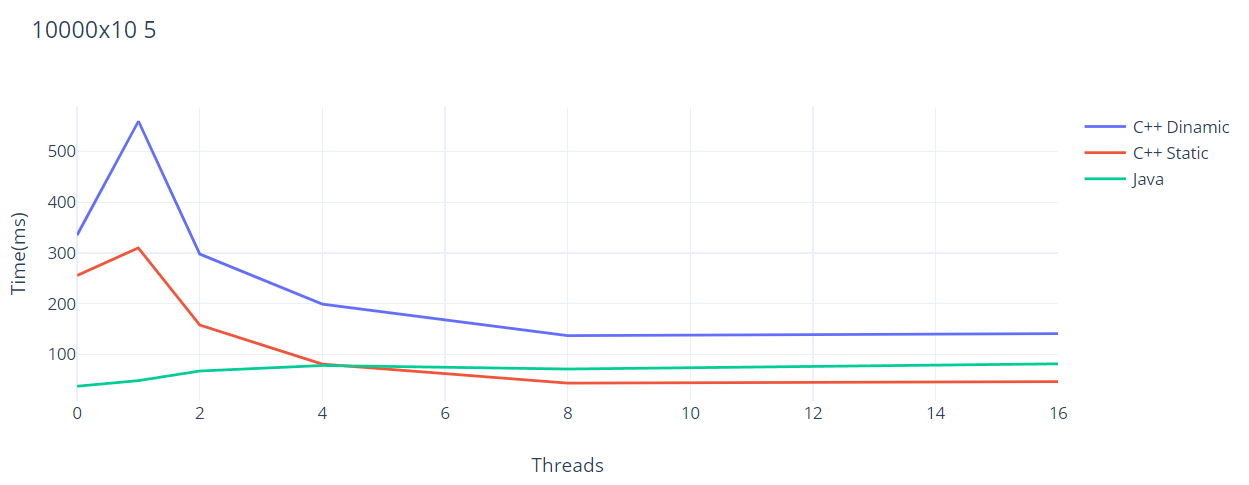 10000x10 5
C++ Dinamic
C++ Static
Java
Time(ms)
500
400
300
200
100
0 2 4 6 8 10 12 14 16
Threads